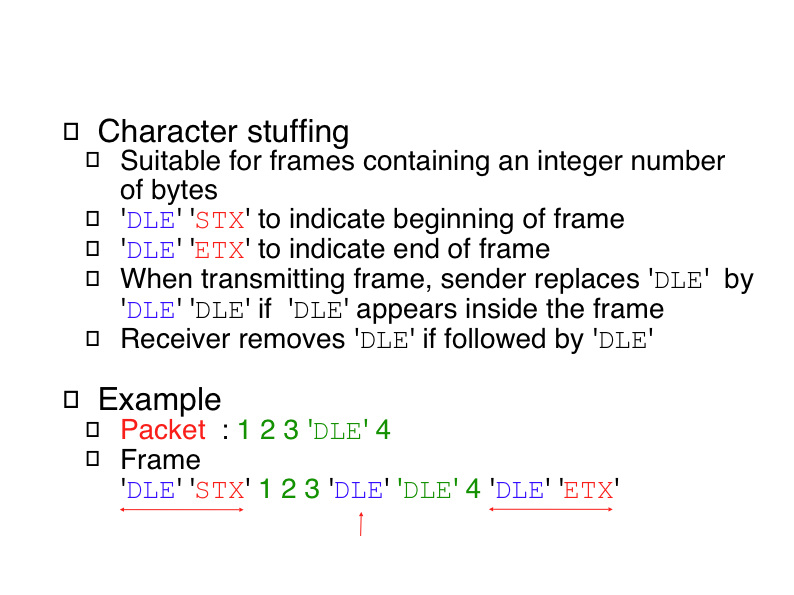 Character stuffing
Suitable for frames containing an integer number
of bytes
'DLE' 'STX' to indicate beginning of frame
'DLE' 'ETX' to indicate end of frame
When transmitting frame, sender replaces 'DLE' by
'DLE' 'DLE' if 'DLE' appears inside the frame
Receiver removes 'DLE' if followed by 'DLE'
Example
Packet : 1 2 3 'DLE' 4
Frame
'DLE' 'STX' 1 2 3 'DLE' 'DLE' 4 'DLE' 'ETX'